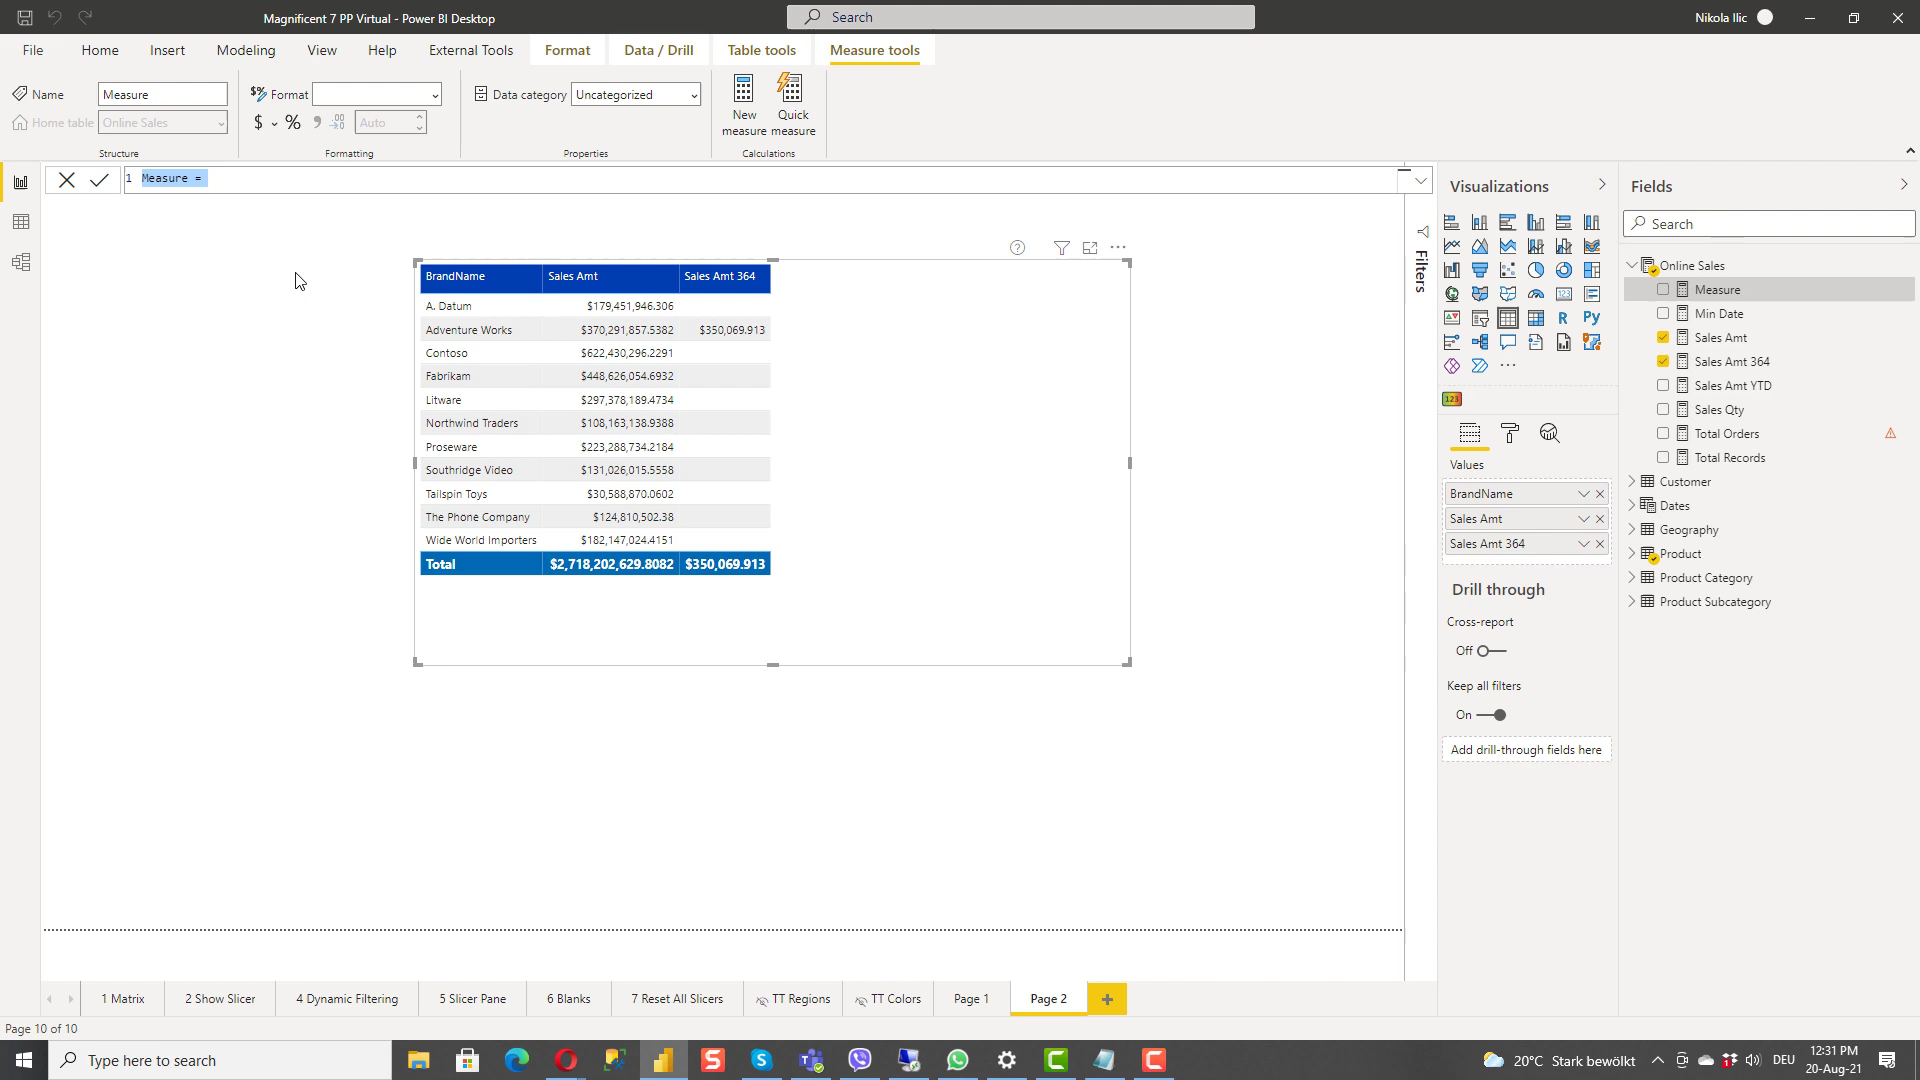 Magnificent 7 PP Virtual - Power BI Desktop
Search
Nikola Ilic
File Home Insert Modeling View Help External Tools Format Data / Drill Table tools Measure tools
Name Measure
Home table Online Sales
Structure
Format
$ % Auto
Formatting
Data category Uncategorized
Properties
New measure
Quick measure
Calculations
1 Measure =
BrandName Sales Amt Sales Amt 364
A. Datum $179,451,946.306
Adventure Works $370,291,857.5382 $350,069.913
Contoso $622,430,296.2291
Fabrikam $448,626,054.6932
Litware $297,378,189.4734
Northwind Traders $108,163,138.9388
Proseware $223,288,734.2184
Southridge Video $131,026,015.5558
Tailspin Toys $30,588,870.0602
The Phone Company $124,810,502.38
Wide World Importers $182,147,024.4151
Total $2,718,202,629.8082 $350,069.913
Filters
Visualizations
R Py
123
Values
BrandName
Sales Amt
Sales Amt 364
Drill through
Cross-report
Off
Keep all filters
On
Add drill-through fields here
Fields
Search
Online Sales
Measure
Min Date
Sales Amt
Sales Amt 364
Sales Amt YTD
Sales Qty
Total Orders
Total Records
Customer
Dates
Geography
Product
Product Category
Product Subcategory
1 Matrix 2 Show Slicer 4 Dynamic Filtering 5 Slicer Pane 6 Blanks 7 Reset All Slicers TT Regions TT Colors Page 1 Page 2 +
Page 10 of 10
Type here to search
20°C Stark bewölkt
DEU
12:31 PM
20-Aug-21